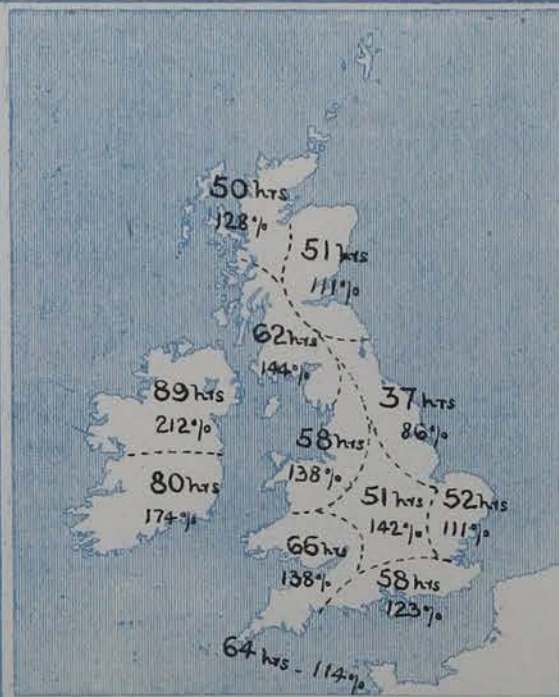 50 hrs
128%
51 hrs
111%
62 hrs
144%
89 hrs
212%
37 hrs
86%
58 hrs
138%
80 hrs
174%
51 hrs
142%
52 hrs
111%
66 hrs
138%
58 hrs
123%
64 hrs - 114%